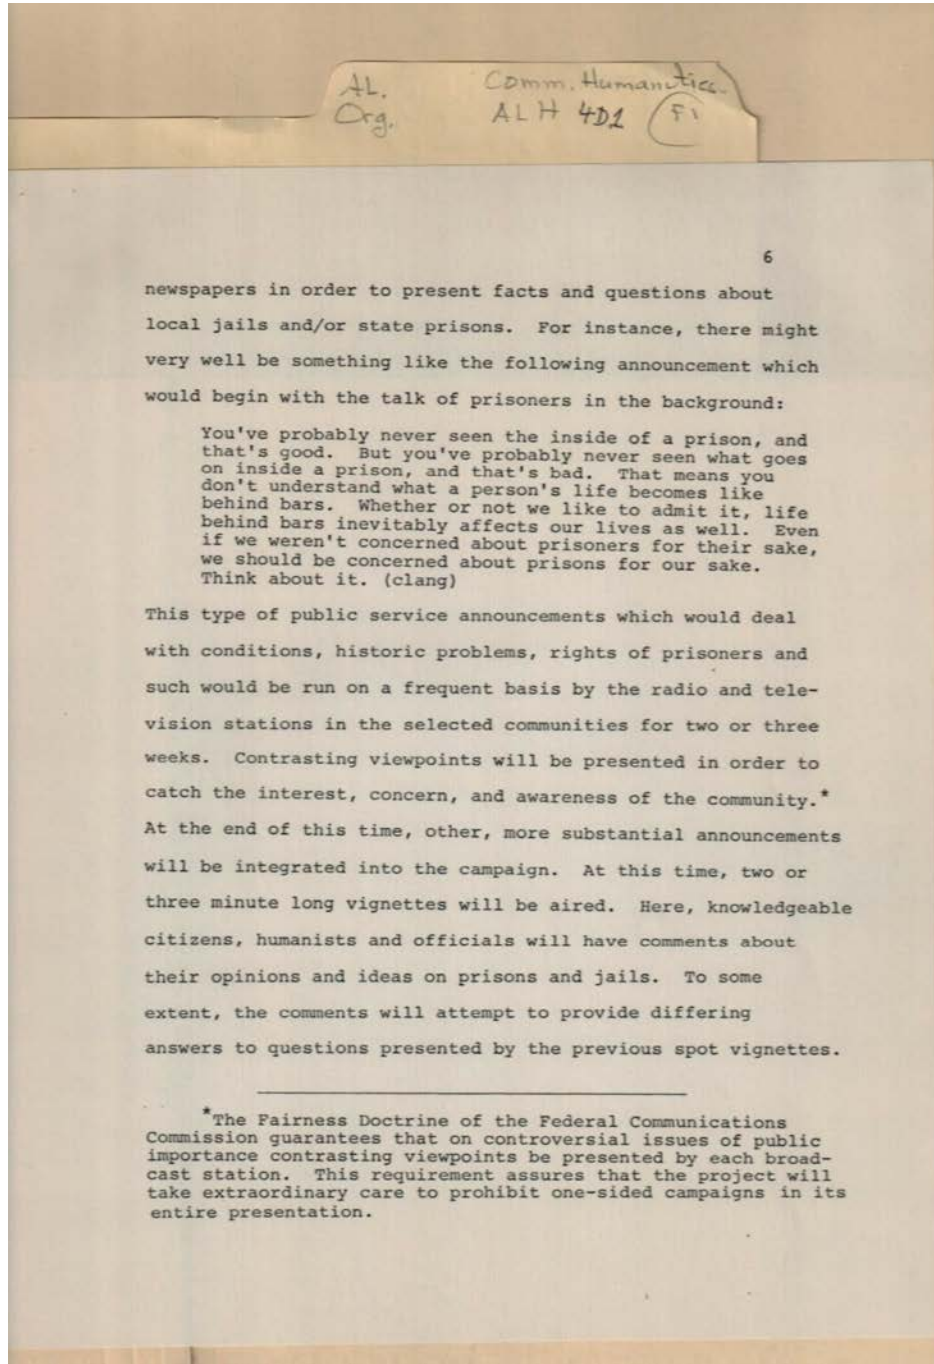 AL. Comm. Humanities.
Org. ALH 4D1 F1
6
newspapers in order to present facts and questions about
local jails and/or state prisons.  For instance, there might
very well be something like the following announcement which
would begin with the talk of prisoners in the background:
You've probably never seen the inside of a prison, and
that's good.  But you've probably never seen what goes
on inside a prison, and that's bad.  That means you
don't understand what a person's life becomes like
behind bars.  Whether or not we like to admit it, life
behind bars inevitably affects our lives as well.  Even
if we weren't concerned about prisoners for their sake,
we should be concerned about prisons for our sake.
Think about it. (clang)
This type of public service announcements which would deal
with conditions, historic problems, rights of prisoners and
such would be run on a frequent basis by the radio and tele-
vision stations in the selected communities for two or three
weeks.  Contrasting viewpoints will be presented in order to
catch the interest, concern, and awareness of the community.*
At the end of this time, other, more substantial announcements
will be integrated into the campaign.  At this time, two or
three minute long vignettes will be aired.  Here, knowledgeable
citizens, humanists and officials will have comments about
their opinions and ideas on prisons and jails.  To some
extent, the comments will attempt to provide differing
answers to questions presented by the previous spot vignettes.
*The Fairness Doctrine of the Federal Communications
Commission guarantees that on controversial issues of public
importance contrasting viewpoints be presented by each broad-
cast station.  This requirement assures that the project will
take extraordinary care to prohibit one-sided campaigns in its
entire presentation.